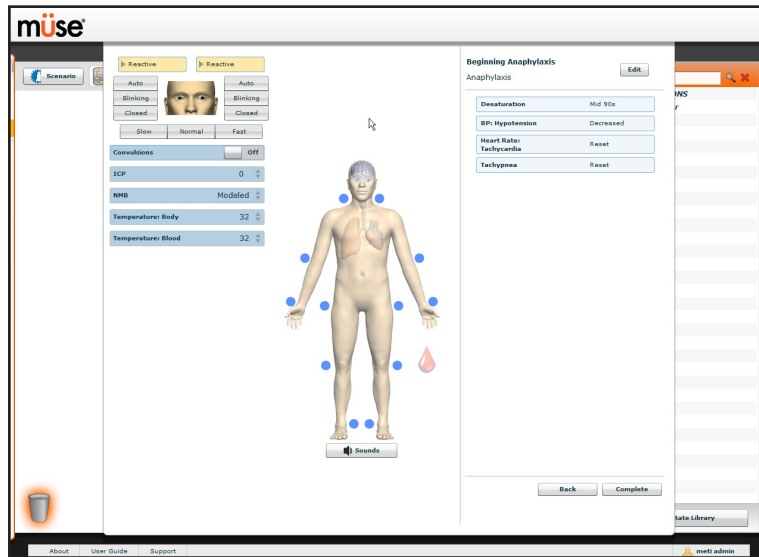 müse®
Scenario
Reactive
Reactive
Auto
Auto
Blinking
Blinking
Closed
Closed
Slow
Normal
Fast
Convulsions
Off
ICP
0
NMB
Modeled
Temperature: Body
32
Temperature: Blood
32
Sounds
Beginning Anaphylaxis
Anaphylaxis
Edit
Desaturation
Mid 90s
BP: Hypotension
Decreased
Heart Rate:
Tachycardia
Reset
Tachypnea
Reset
Back
Complete
About
User Guide
Support
meti admin